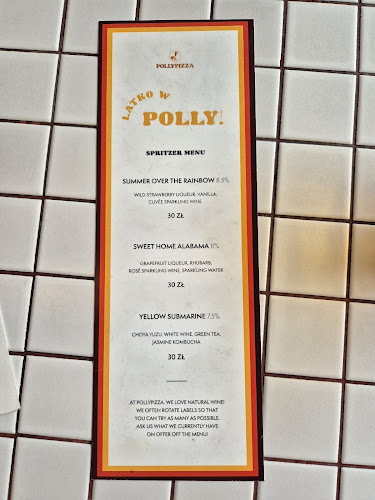 POLLYPIZZA
LATKO W
POLLY!
SPRITZER MENU
SUMMER OVER THE RAINBOW 8.5%
WILD STRAWBERRY LIQUEUR, VANILLA,
CUVÉE SPARKLING WINE
30 ZŁ
SWEET HOME ALABAMA 8%
GRAPEFRUIT LIQUEUR, RHUBARB,
ROSÉ SPARKLING WINE, SPARKLING WATER
30 ZŁ
YELLOW SUBMARINE 7,5%
CHOYA YUZU, WHITE WINE, GREEN TEA,
JASMINE KOMBUCHA
30 ZŁ
AT POLLYPIZZA, WE LOVE NATURAL WINE!
WE OFTEN ROTATE LABELS SO THAT
YOU CAN TRY AS MANY AS POSSIBLE.
ASK US WHAT WE CURRENTLY HAVE
ON OFFER OFF THE MENU!